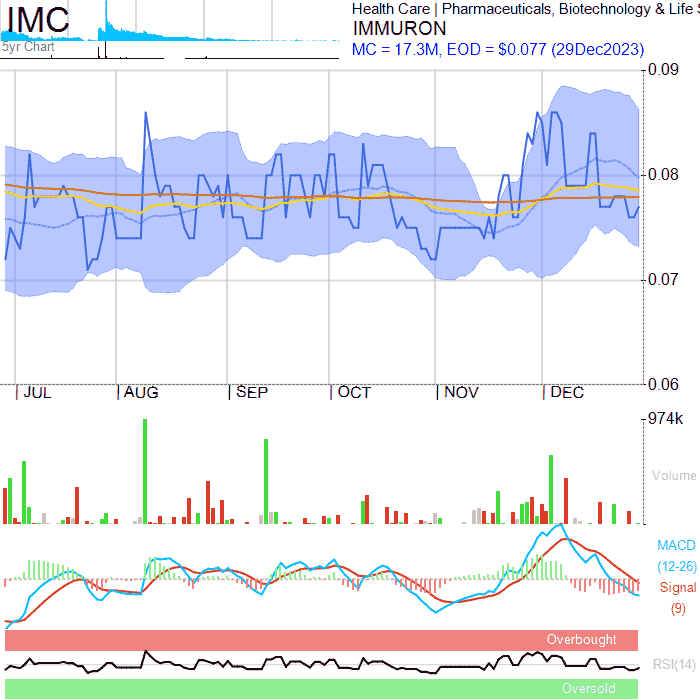 IMC
5yr Chart
Health Care | Pharmaceuticals, Biotechnology & Life S
IMMURON
MC = 17.3M, EOD = $0.077 (29Dec2023)
0.09
0.08
0.07
0.06
JUL AUG SEP OCT NOV DEC
974k
Volume
MACD
(12-26)
Signal
(9)
Overbought
RSI(14)
Oversold